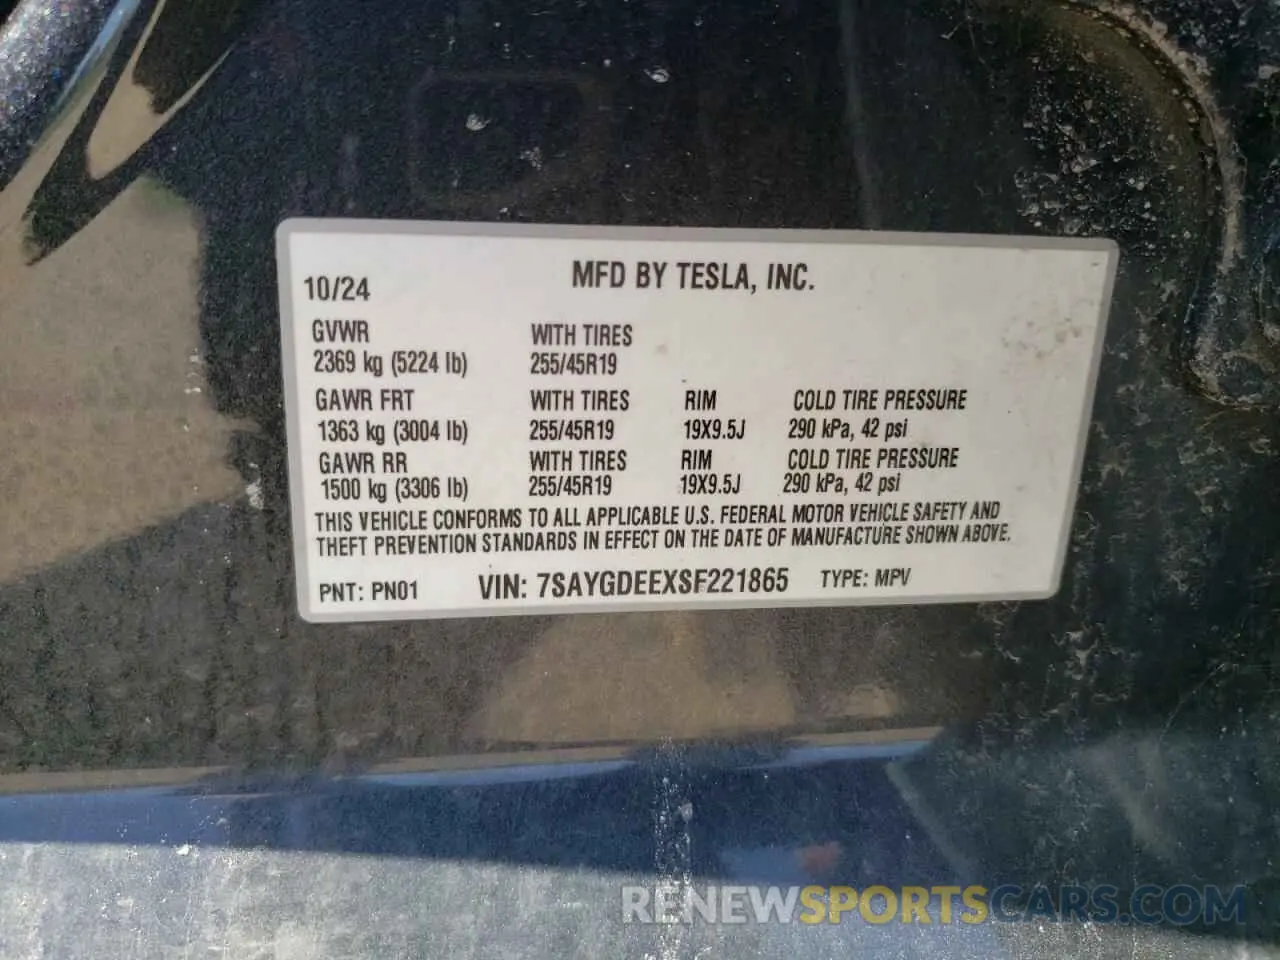 MFD BY TESLA, INC.
10/24
GVWR WITH TIRES
2369 kg (5224 lb) 255/45R19
GAWR FRT WITH TIRES RIM COLD TIRE PRESSURE
1363 kg (3004 lb) 255/45R19 19X9.5J 290 kPa, 42 psi
GAWR RR WITH TIRES RIM COLD TIRE PRESSURE
1500 kg (3306 lb) 255/45R19 19X9.5J 290 kPa, 42 psi
THIS VEHICLE CONFORMS TO ALL APPLICABLE U.S. FEDERAL MOTOR VEHICLE SAFETY AND
THEFT PREVENTION STANDARDS IN EFFECT ON THE DATE OF MANUFACTURE SHOWN ABOVE.
PNT: PN01 VIN: 7SAYGDEEXSF221865 TYPE: MPV
RENEWSPORTSCARS.COM